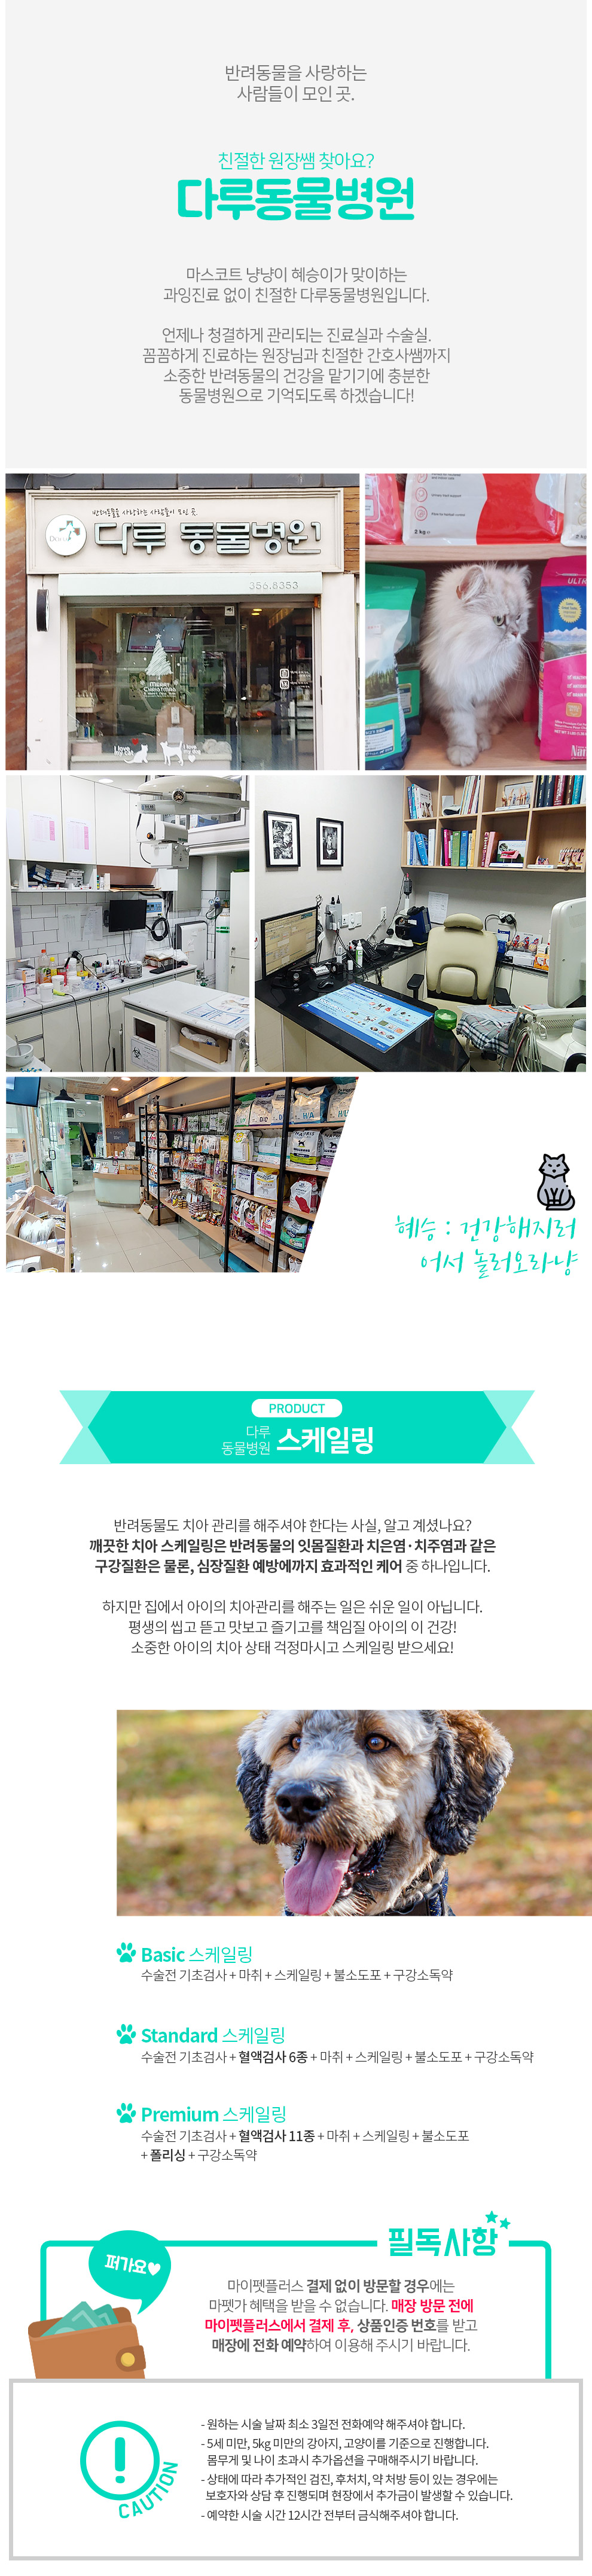 반려동물을 사랑하는
사람들이 모인 곳.
친절한 원장쌤 찾아요?
다루동물병원
마스코트 냥냥이 혜승이가 맞이하는
과잉진료 없이 친절한 다루동물병원입니다.
언제나 청결하게 관리되는 진료실과 수술실.
꼼꼼하게 진료하는 원장님과 친절한 간호사쌤까지
소중한 반려동물의 건강을 맡기기에 충분한
동물병원으로 기억되도록 하겠습니다!
반려동물을 사랑하는 사람들이 모인 곳.
다루 동물병원
356.8353
MERRY
CHRISTMAS
I love my cat
I love my dog
2 kg
ULTRA
혜승 : 건강해지러
어서 놀러오라냥
PRODUCT
다루
동물병원 스케일링
반려동물도 치아 관리를 해주셔야 한다는 사실, 알고 계셨나요?
깨끗한 치아 스케일링은 반려동물의 잇몸질환과 치은염·치주염과 같은
구강질환은 물론, 심장질환 예방에까지 효과적인 케어 중 하나입니다.
하지만 집에서 아이의 치아관리를 해주는 일은 쉬운 일이 아닙니다.
평생의 씹고 뜯고 맛보고 즐기고를 책임질 아이의 이 건강!
소중한 아이의 치아 상태 걱정마시고 스케일링 받으세요!
Basic 스케일링
수술전 기초검사 + 마취 + 스케일링 + 불소도포 + 구강소독약
Standard 스케일링
수술전 기초검사 + 혈액검사 6종 + 마취 + 스케일링 + 불소도포 + 구강소독약
Premium 스케일링
수술전 기초검사 + 혈액검사 11종 + 마취 + 스케일링 + 불소도포
+ 폴리싱 + 구강소독약
필독사항
퍼가요♥
마이펫플러스 결제 없이 방문할 경우에는
마펫가 혜택을 받을 수 없습니다. 매장 방문 전에
마이펫플러스에서 결제 후, 상품인증 번호를 받고
매장에 전화 예약하여 이용해 주시기 바랍니다.
CAUTION
- 원하는 시술 날짜 최소 3일전 전화예약 해주셔야 합니다.
- 5세 미만, 5kg 미만의 강아지, 고양이를 기준으로 진행합니다.
몸무게 및 나이 초과시 추가옵션을 구매해주시기 바랍니다.
- 상태에 따라 추가적인 검진, 후처치, 약 처방 등이 있는 경우에는
보호자와 상담 후 진행되며 현장에서 추가금이 발생할 수 있습니다.
- 예약한 시술 시간 12시간 전부터 금식해주셔야 합니다.